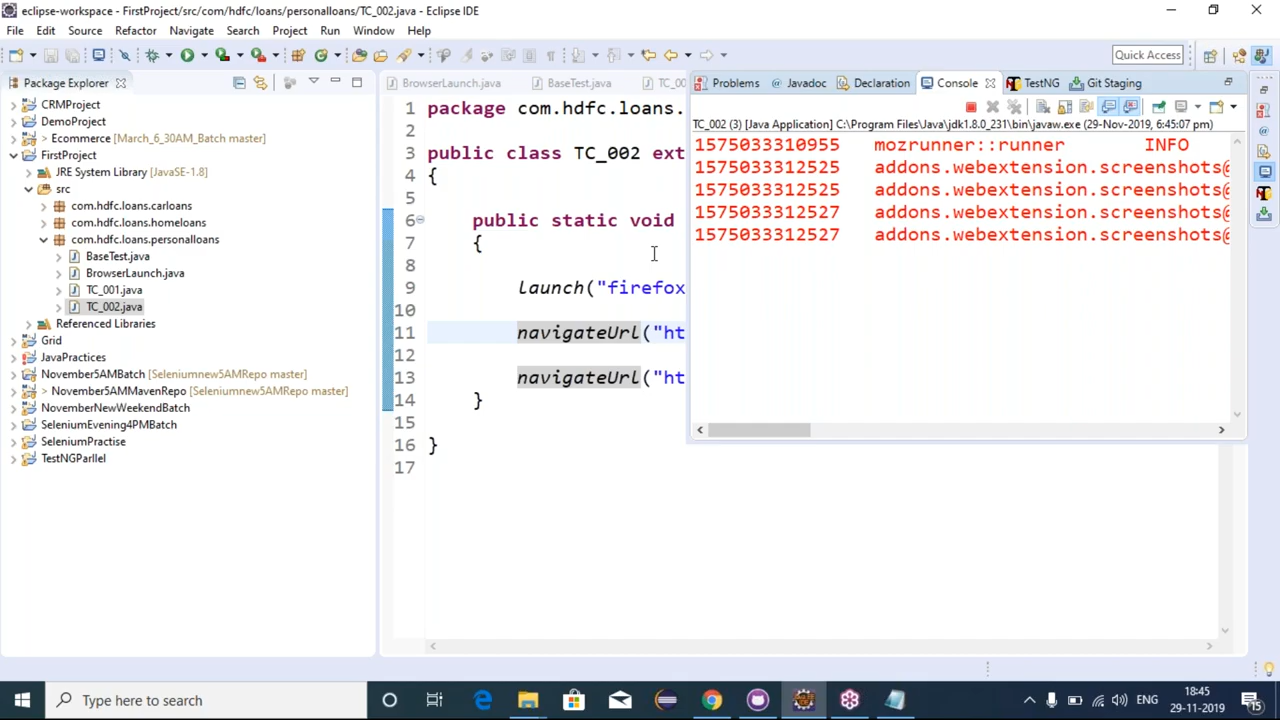 eclipse-workspace - FirstProject/src/com/hdfc/loans/personalloans/TC_002.java - Eclipse IDE
File Edit Source Refactor Navigate Search Project Run Window Help
Quick Access
Package Explorer
CRMProject
DemoProject
> Ecommerce [March_6_30AM_Batch master]
FirstProject
JRE System Library [JavaSE-1.8]
src
com.hdfc.loans.carloans
com.hdfc.loans.homeloans
com.hdfc.loans.personalloans
BaseTest.java
BrowserLaunch.java
TC_001.java
TC_002.java
Referenced Libraries
Grid
JavaPractices
November5AMBatch [Seleniumnew5AMRepo master]
> November5AMMavenRepo [Seleniumnew5AMRepo master]
NovemberNewWeekendBatch
SeleniumEvening4PMBatch
SeleniumPractise
TestNGParllel
BrowserLaunch.java BaseTest.java TC_00
1 package com.hdfc.loans.
2
3 public class TC_002 ext
4 {
5
6 public static void
7 {
8
9 launch("firefox
10
11 navigateUrl("ht
12
13 navigateUrl("ht
14 }
15
16 }
17
Problems @ Javadoc Declaration Console TestNG Git Staging
TC_002 (3) [Java Application] C:\Program Files\Java\jdk1.8.0_231\bin\javaw.exe (29-Nov-2019, 6:45:07 pm)
1575033310955 mozrunner::runner INFO
1575033312525 addons.webextension.screenshots@
1575033312525 addons.webextension.screenshots@
1575033312527 addons.webextension.screenshots@
1575033312527 addons.webextension.screenshots@
Type here to search
ENG
18:45
29-11-2019
15